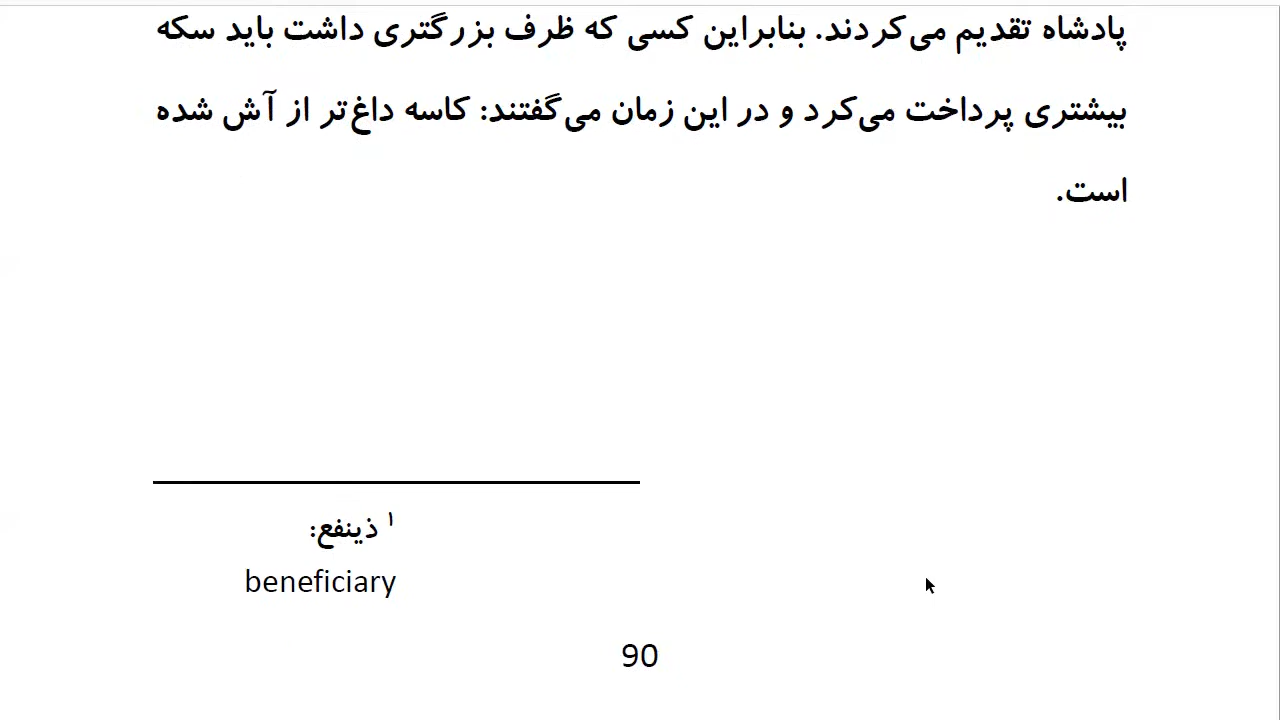 پادشاه تقدیم می‌کردند. بنابراین کسی که ظرف بزرگتری داشت باید سکه
بیشتری پرداخت می‌کرد و در این زمان می‌گفتند: کاسه داغ‌تر از آش شده
است.
۱ ذینفع:
beneficiary
90